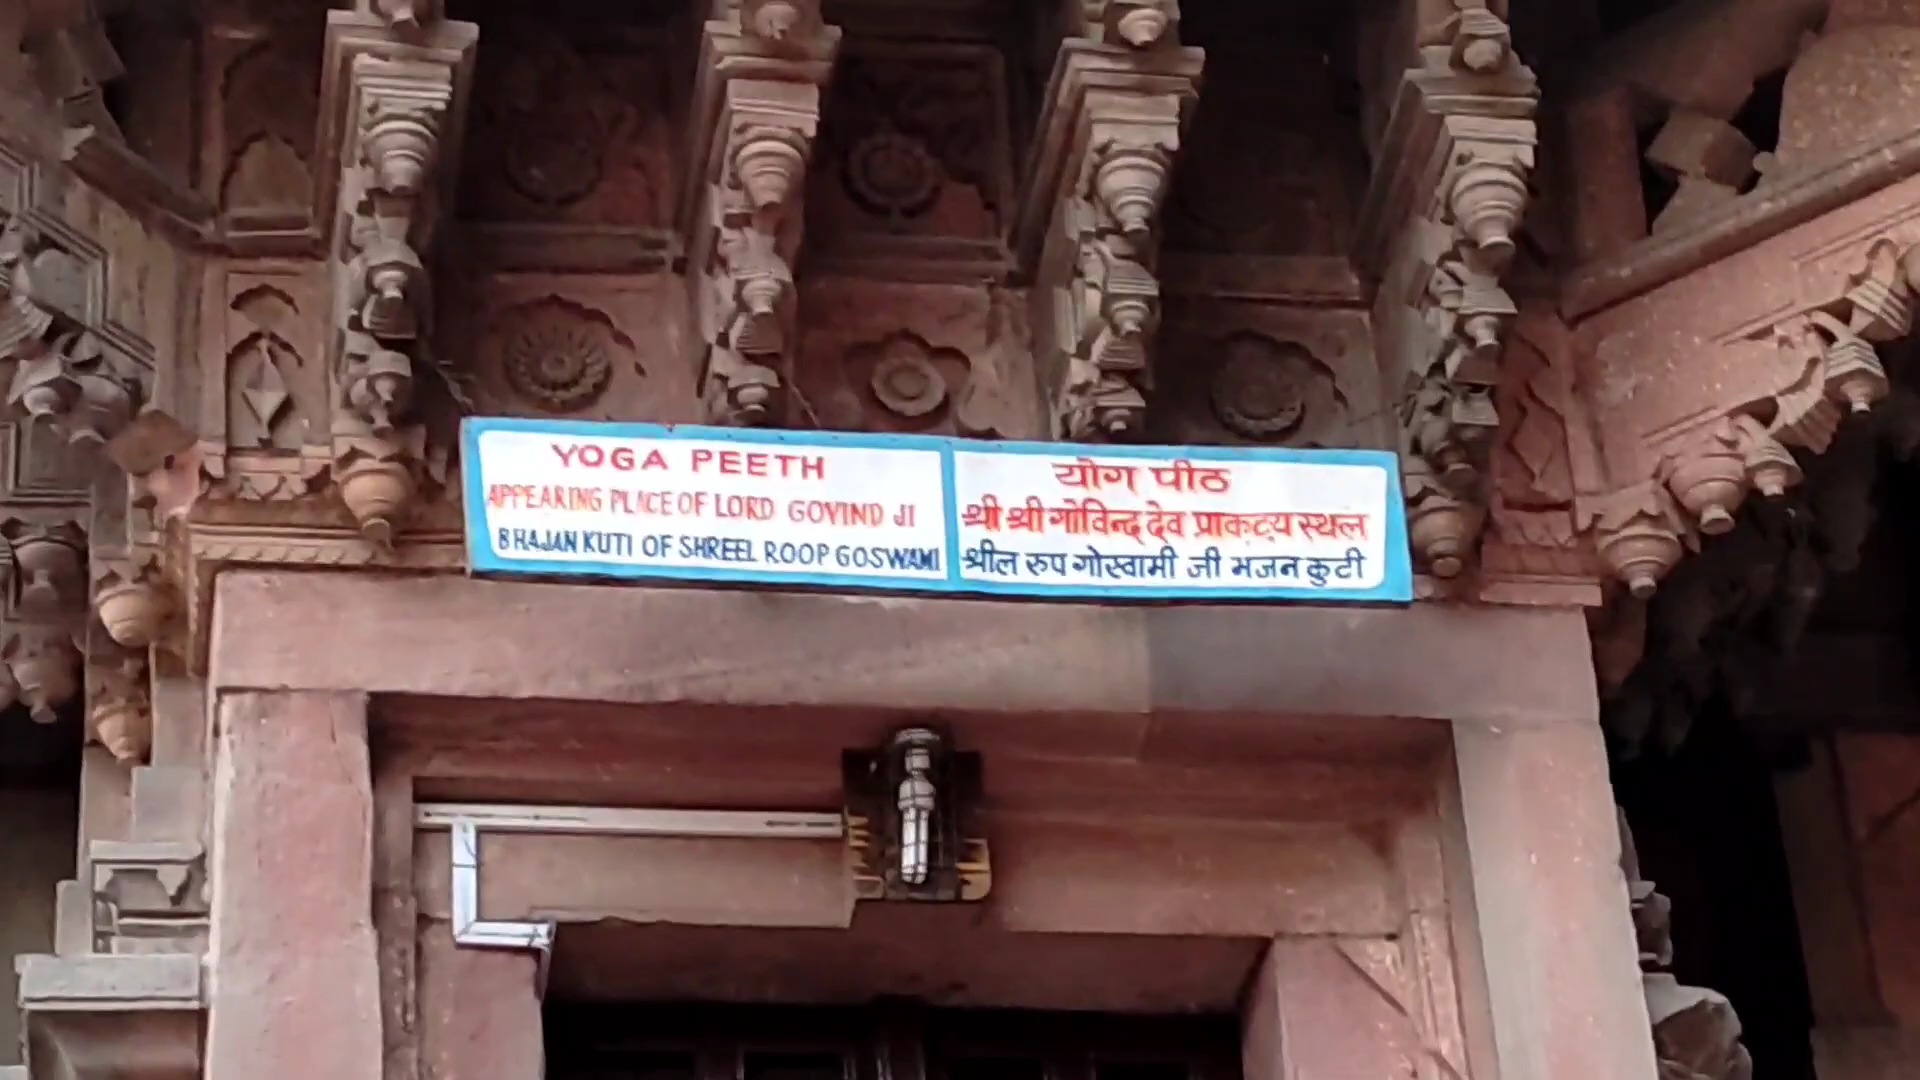 YOGA PEETH
APPEARING PLACE OF LORD GOVIND JI
BHAJAN KUTI OF SHREEL ROOP GOSWAMI
योग पीठ
श्री श्री गोविन्द देव प्राकट्य स्थल
श्रील रुप गोस्वामी जी भजन कुटी